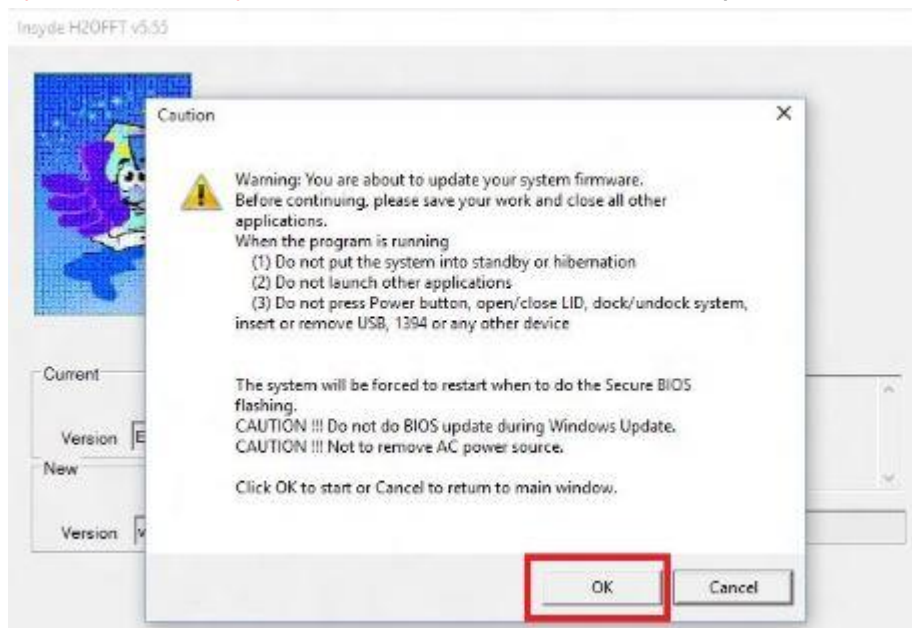 Insyde H2OFFT v5.55
Caution
Warning: You are about to update your system firmware.
Before continuing, please save your work and close all other
applications.
When the program is running
(1) Do not put the system into standby or hibernation
(2) Do not launch other applications
(3) Do not press Power button, open/close LID, dock/undock system,
insert or remove USB, 1394 or any other device
The system will be forced to restart when to do the Secure BIOS
flashing.
CAUTION !!! Do not do BIOS update during Windows Update.
CAUTION !!! Not to remove AC power source.
Click OK to start or Cancel to return to main window.
OK
Cancel
Current
Version
New
Version